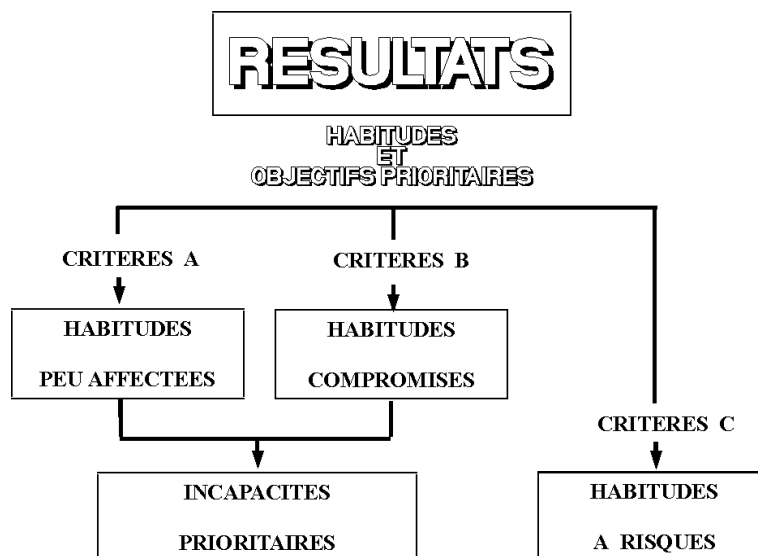 RESULTATS
HABITUDES
ET
OBJECTIFS PRIORITAIRES
CRITERES A
CRITERES B
HABITUDES
PEU AFFECTEES
HABITUDES
COMPROMISES
CRITERES C
INCAPACITES
PRIORITAIRES
HABITUDES
A RISQUES